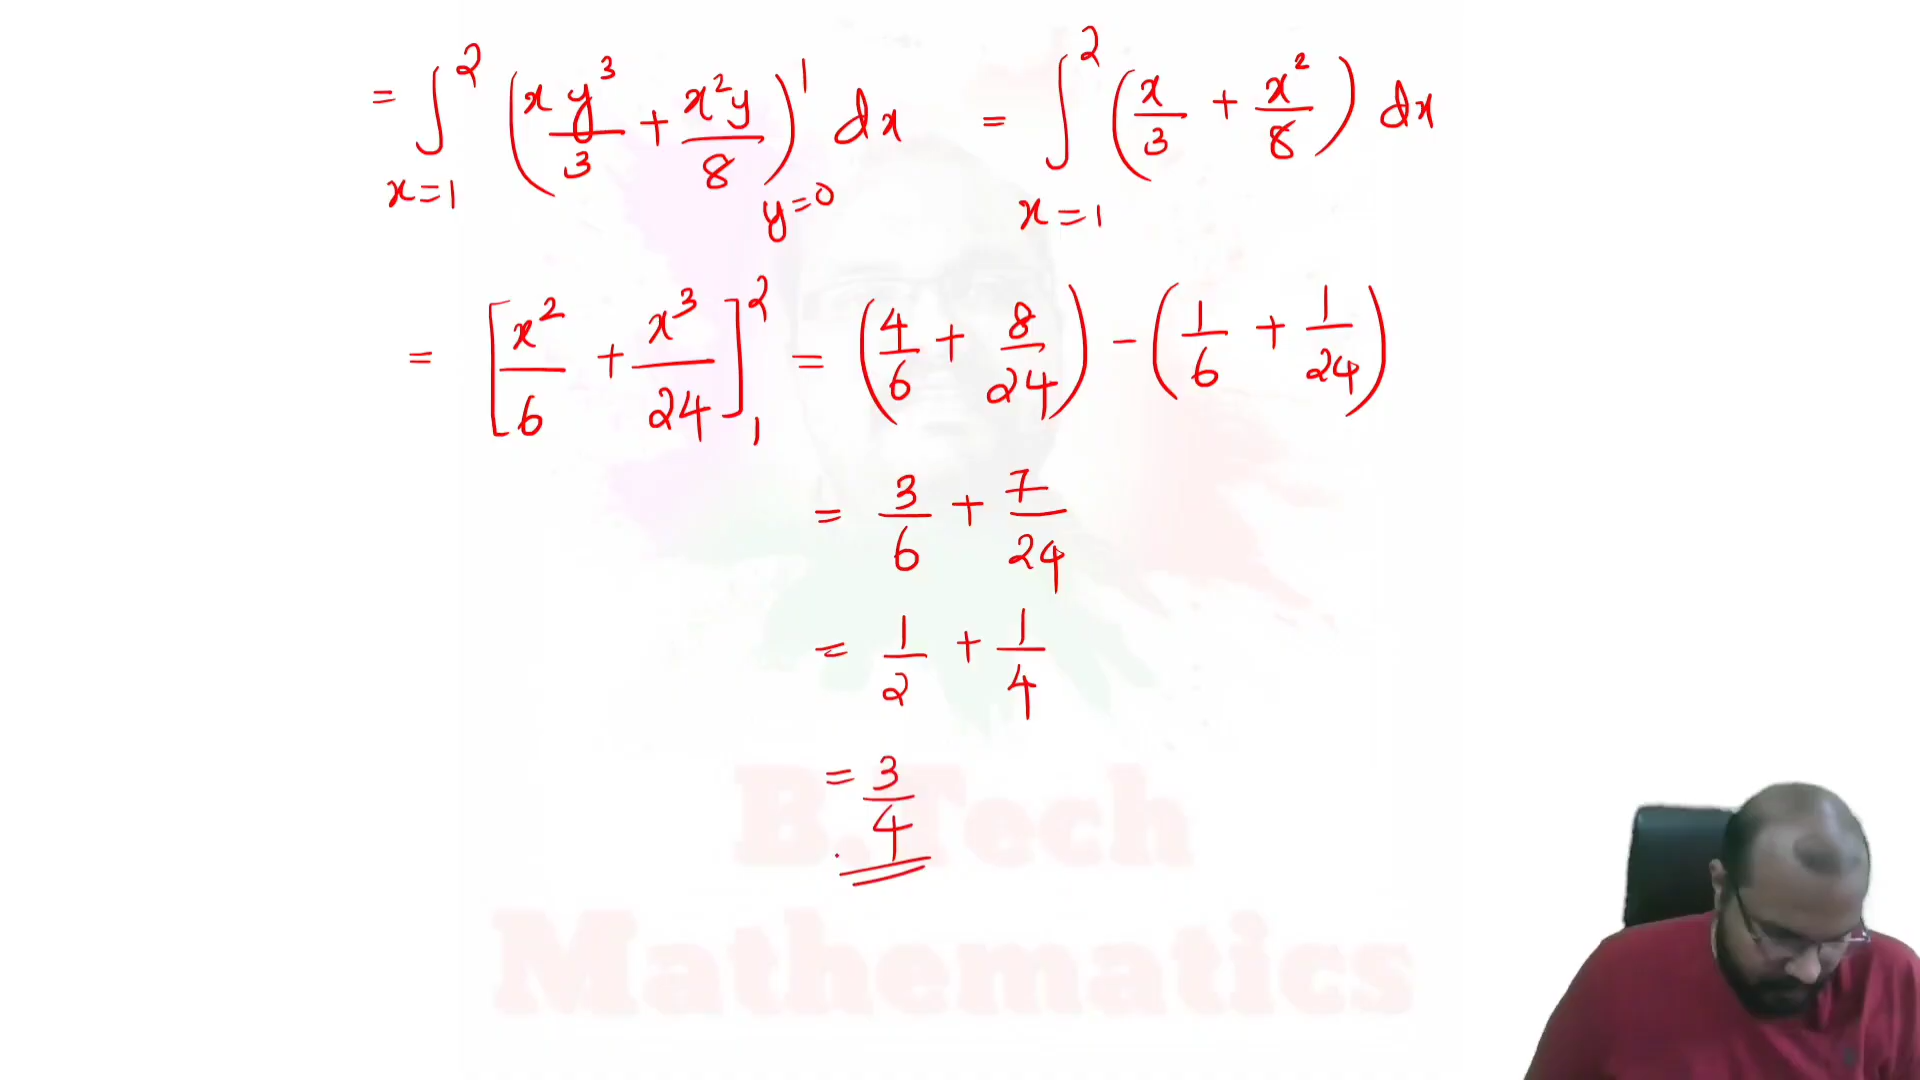 = ∫_{x=1}^{2} (xy³/3 + x²y/8)_{y=0}^{1} dx = ∫_{x=1}^{2} (x/3 + x²/8) dx
= [x²/6 + x³/24]_{1}^{2} = (4/6 + 8/24) - (1/6 + 1/24)
= 3/6 + 7/24
= 1/2 + 1/4
= 3/4
B.Tech
Mathematics